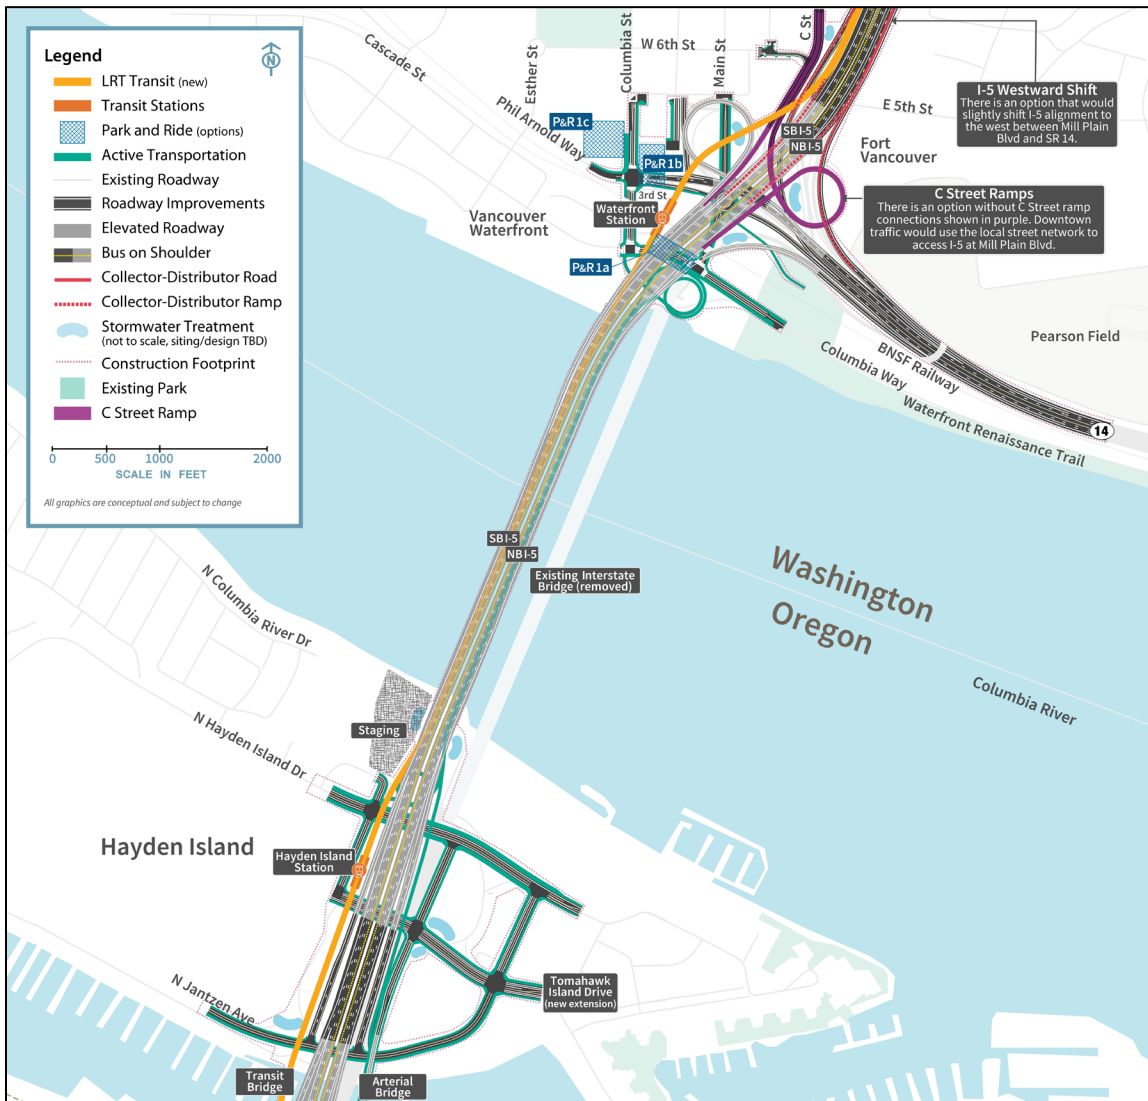 Legend
N
LRT Transit (new)
Transit Stations
Park and Ride (options)
Active Transportation
Existing Roadway
Roadway Improvements
Elevated Roadway
Bus on Shoulder
Collector-Distributor Road
Collector-Distributor Ramp
Stormwater Treatment
(not to scale, siting/design TBD)
Construction Footprint
Existing Park
C Street Ramp
0 500 1000 2000
SCALE IN FEET
All graphics are conceptual and subject to change
Cascade St
Esther St
Columbia St
W 6th St
Main St
C St
Phil Arnold Way
P&R 1c
P&R 1b
3rd St
Waterfront
Station
Vancouver
Waterfront
P&R 1a
SB I-5
NB I-5
E 5th St
Fort
Vancouver
I-5 Westward Shift
There is an option that would
slightly shift I-5 alignment to
the west between Mill Plain
Blvd and SR 14.
C Street Ramps
There is an option without C Street ramp
connections shown in purple. Downtown
traffic would use the local street network to
access I-5 at Mill Plain Blvd.
Pearson Field
BNSF Railway
Columbia Way
Waterfront Renaissance Trail
14
SB I-5
NB I-5
Existing Interstate
Bridge (removed)
Washington
Oregon
Columbia River
N Columbia River Dr
N Hayden Island Dr
Staging
Hayden Island
Hayden Island
Station
N Jantzen Ave
Tomahawk
Island Drive
(new extension)
Transit
Bridge
Arterial
Bridge